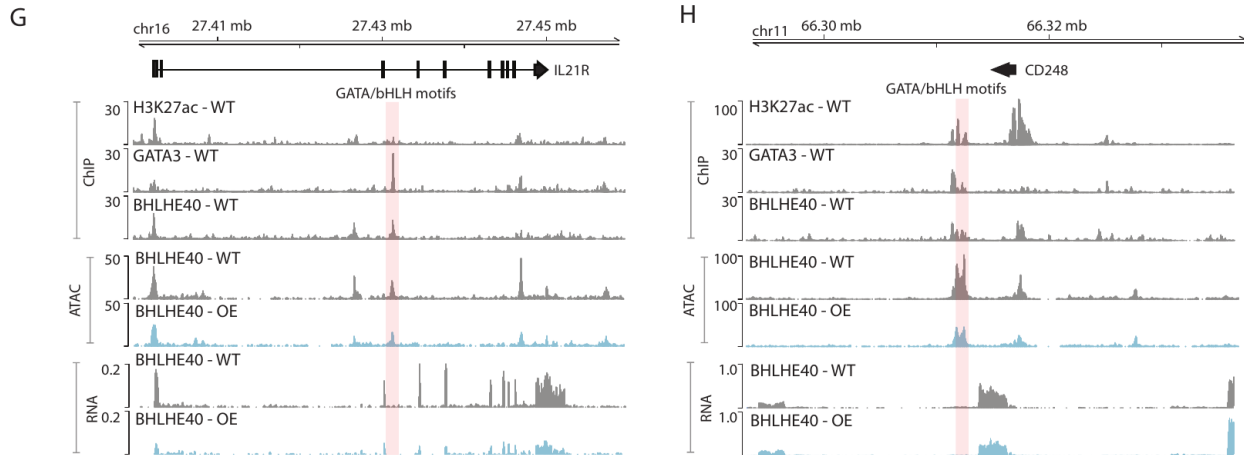 G
chr16 27.41 mb 27.43 mb 27.45 mb
IL21R
GATA/bHLH motifs
ChIP
30 H3K27ac - WT
30 GATA3 - WT
30 BHLHE40 - WT
ATAC
50 BHLHE40 - WT
50 BHLHE40 - OE
RNA
0.2 BHLHE40 - WT
0.2 BHLHE40 - OE
H
chr11 66.30 mb 66.32 mb
CD248
GATA/bHLH motifs
ChIP
100 H3K27ac - WT
30 GATA3 - WT
30 BHLHE40 - WT
ATAC
100 BHLHE40 - WT
100 BHLHE40 - OE
RNA
1.0 BHLHE40 - WT
1.0 BHLHE40 - OE